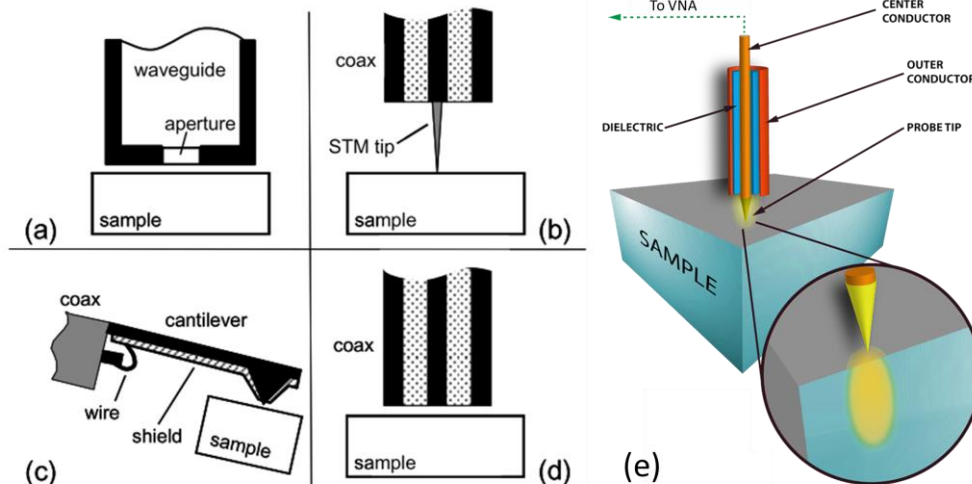 waveguide
aperture
sample
(a)
coax
STM tip
sample
(b)
coax
cantilever
wire
shield
sample
(c)
coax
sample
(d)
To VNA
CENTER
CONDUCTOR
OUTER
CONDUCTOR
DIELECTRIC
PROBE TIP
SAMPLE
(e)